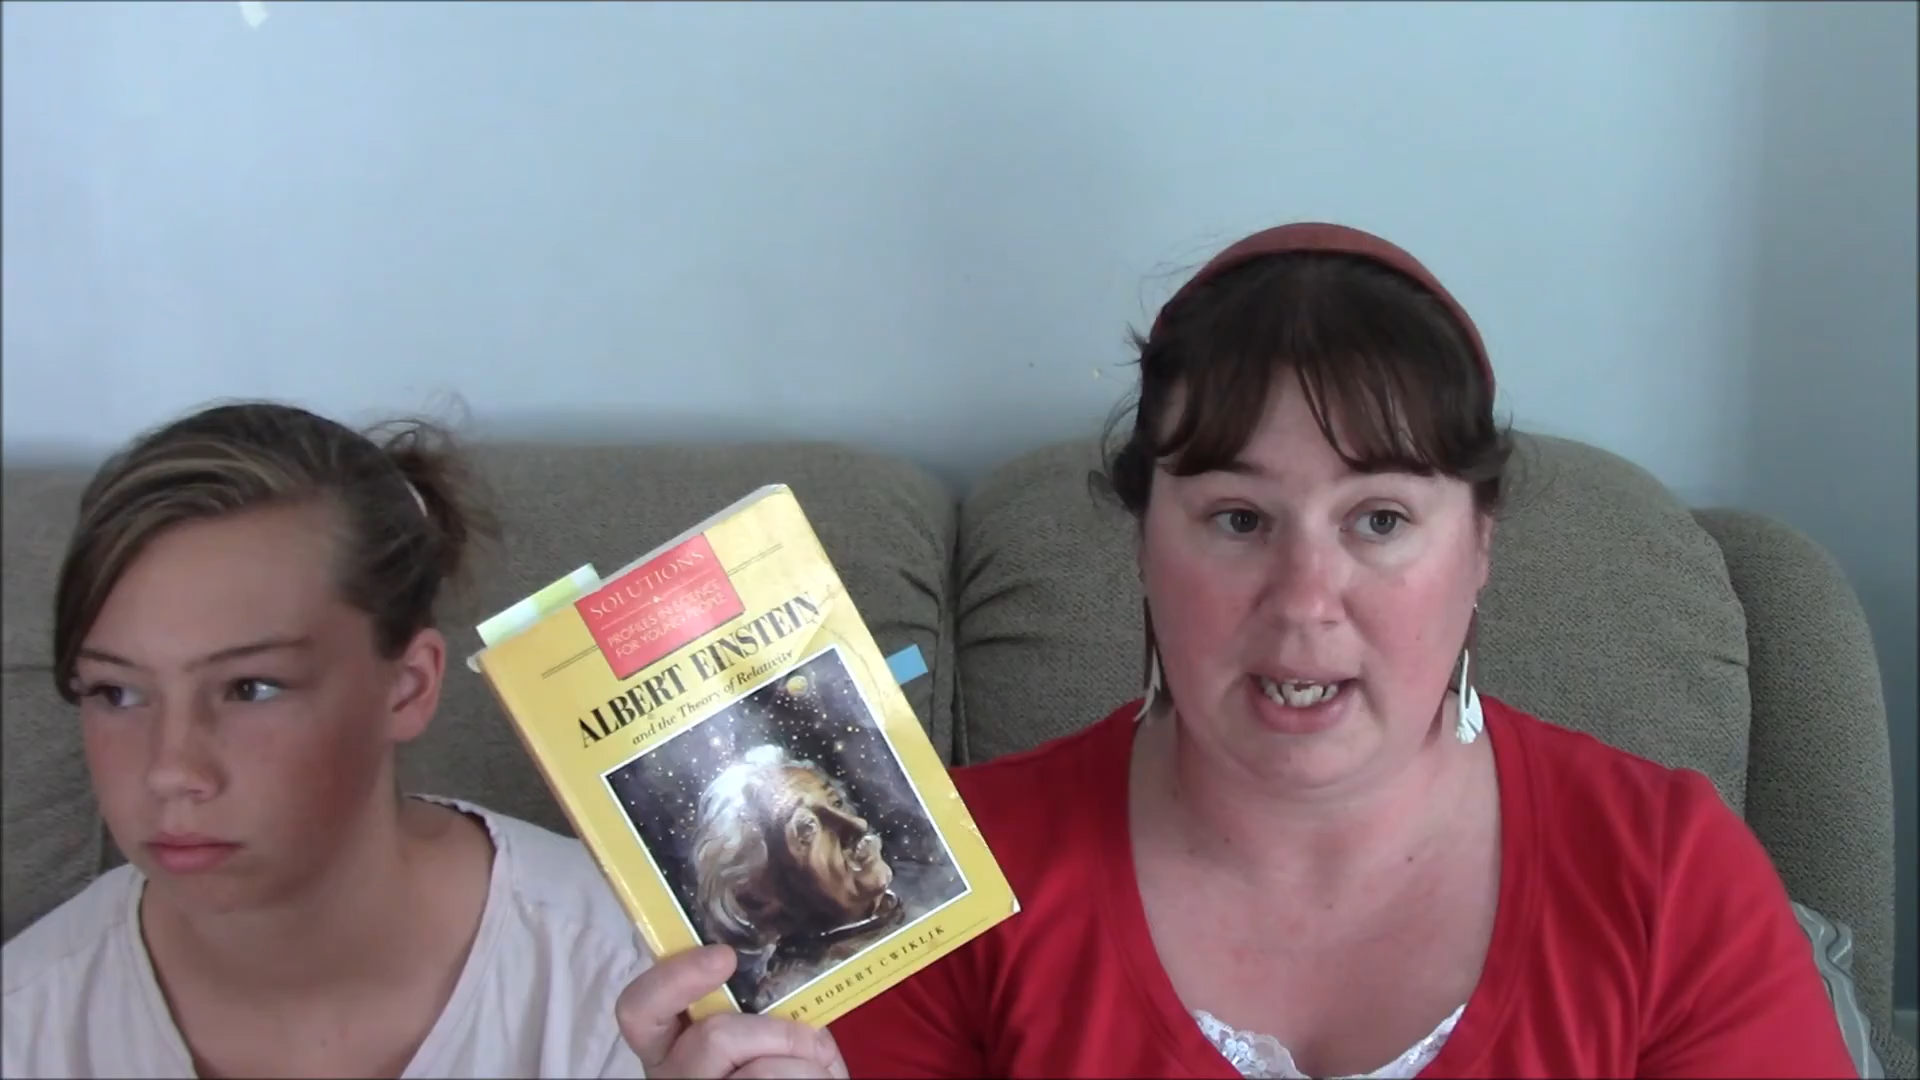 SOLUTIONS
PROFILES IN SCIENCE
FOR YOUNG PEOPLE
ALBERT EINSTEIN
and the Theory of Relativity
BY ROBERT CWIKLIK